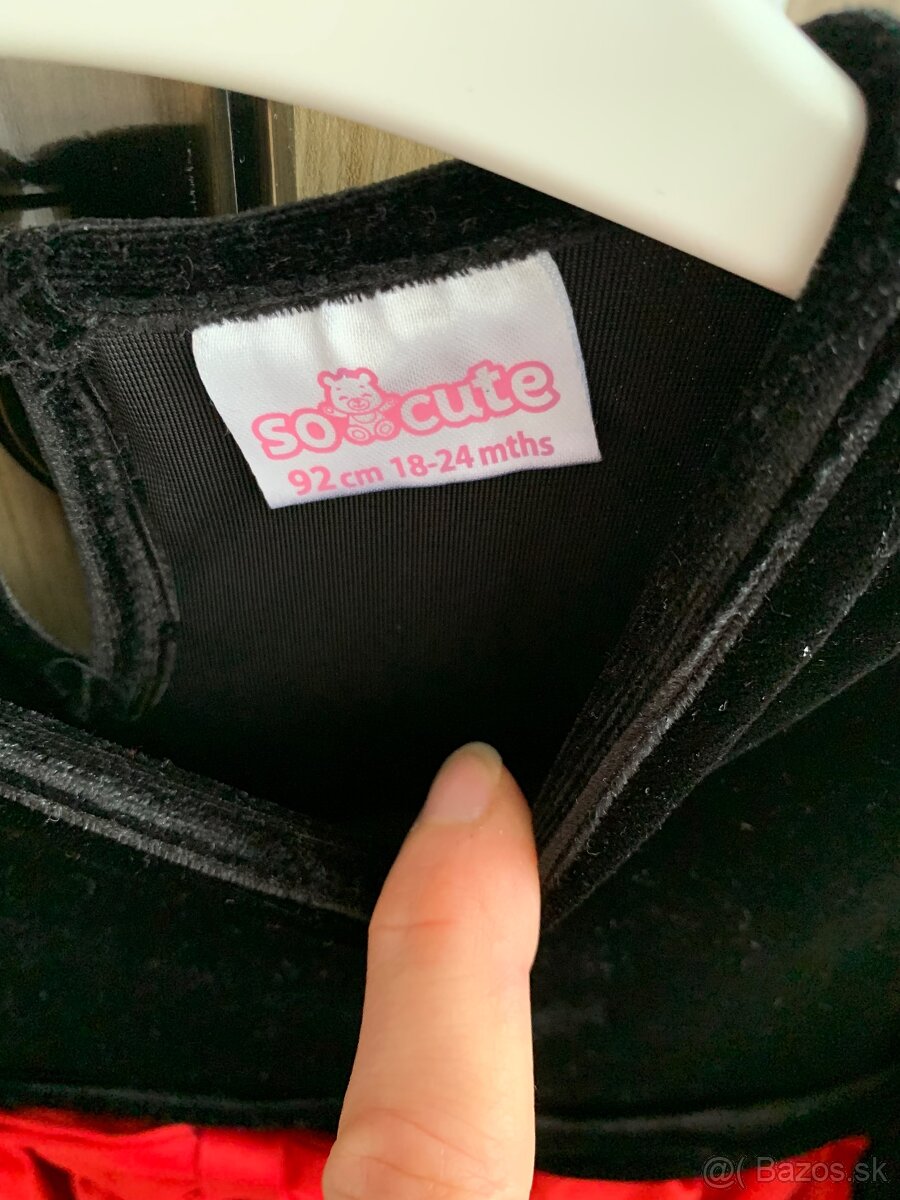 so cute
92 cm 18-24 mths
@( Bazos.sk